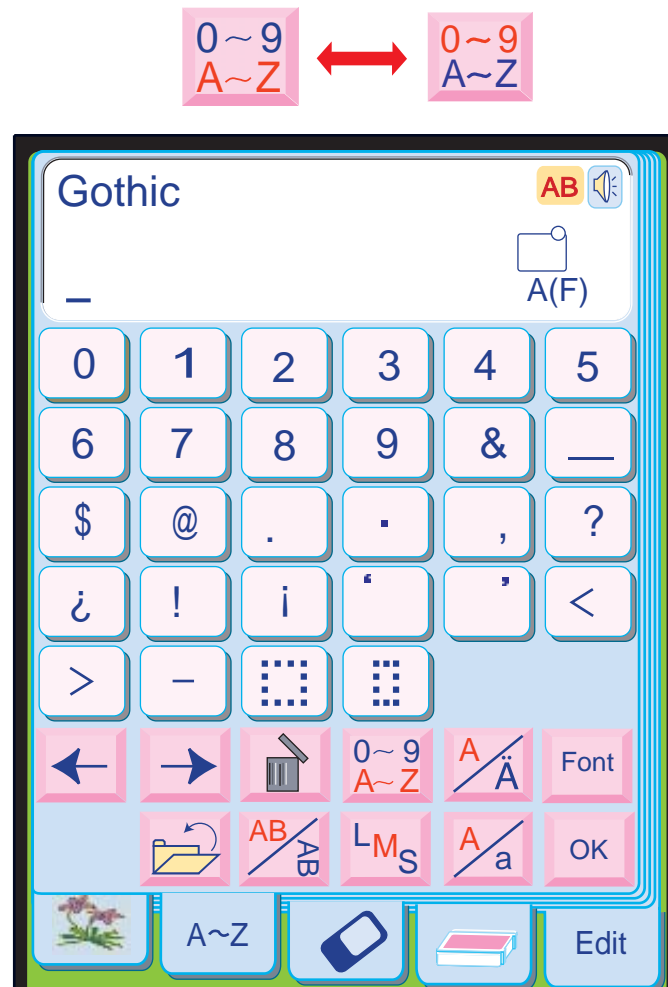 0～9 0～9
A～Z A～Z
Gothic AB
_
A(F)
0 1 2 3 4 5
6 7 8 9 & _
$ @ . · , ?
¿ ! ¡ ‘ ’ <
> –
0～9 A/Ä Font
A～Z
AB/AB LMS A/a OK
A～Z Edit